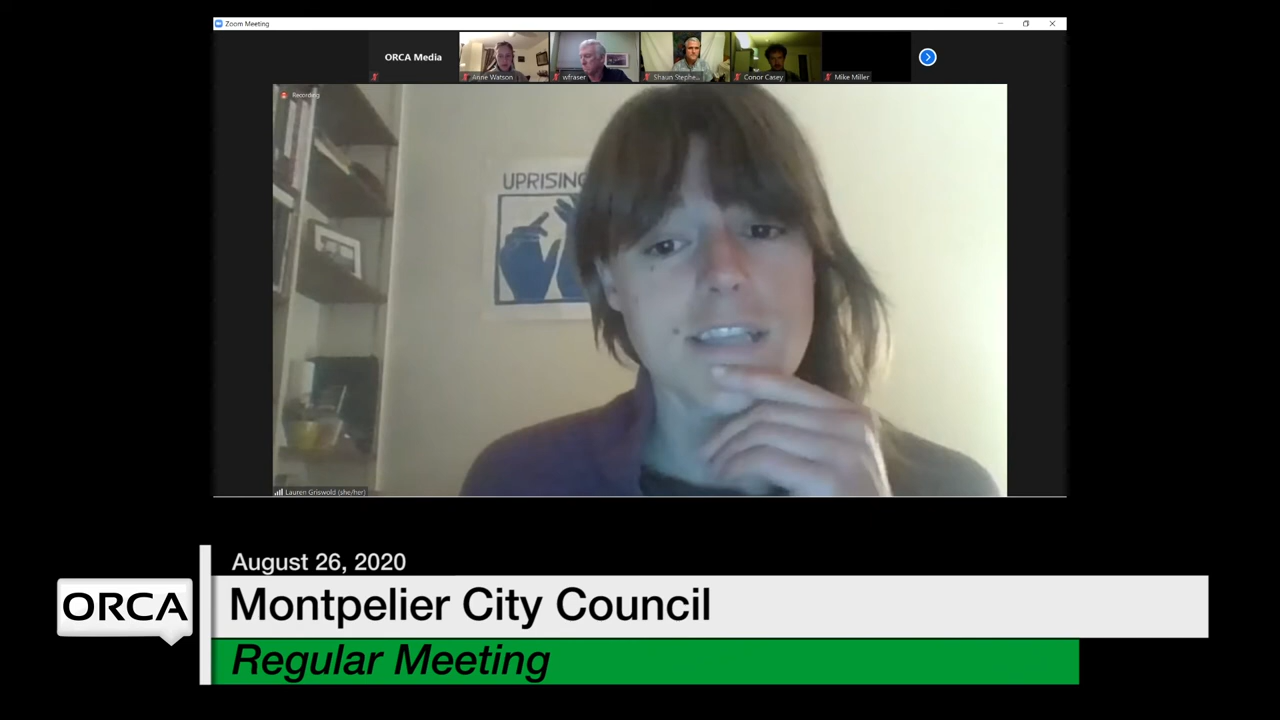 Zoom Meeting
ORCA Media
Anne Watson
wfraser
Shaun Stephe...
Conor Casey
Mike Miller
Recording
UPRISING
Lauren Griswold (she/her)
August 26, 2020
ORCA
Montpelier City Council
Regular Meeting